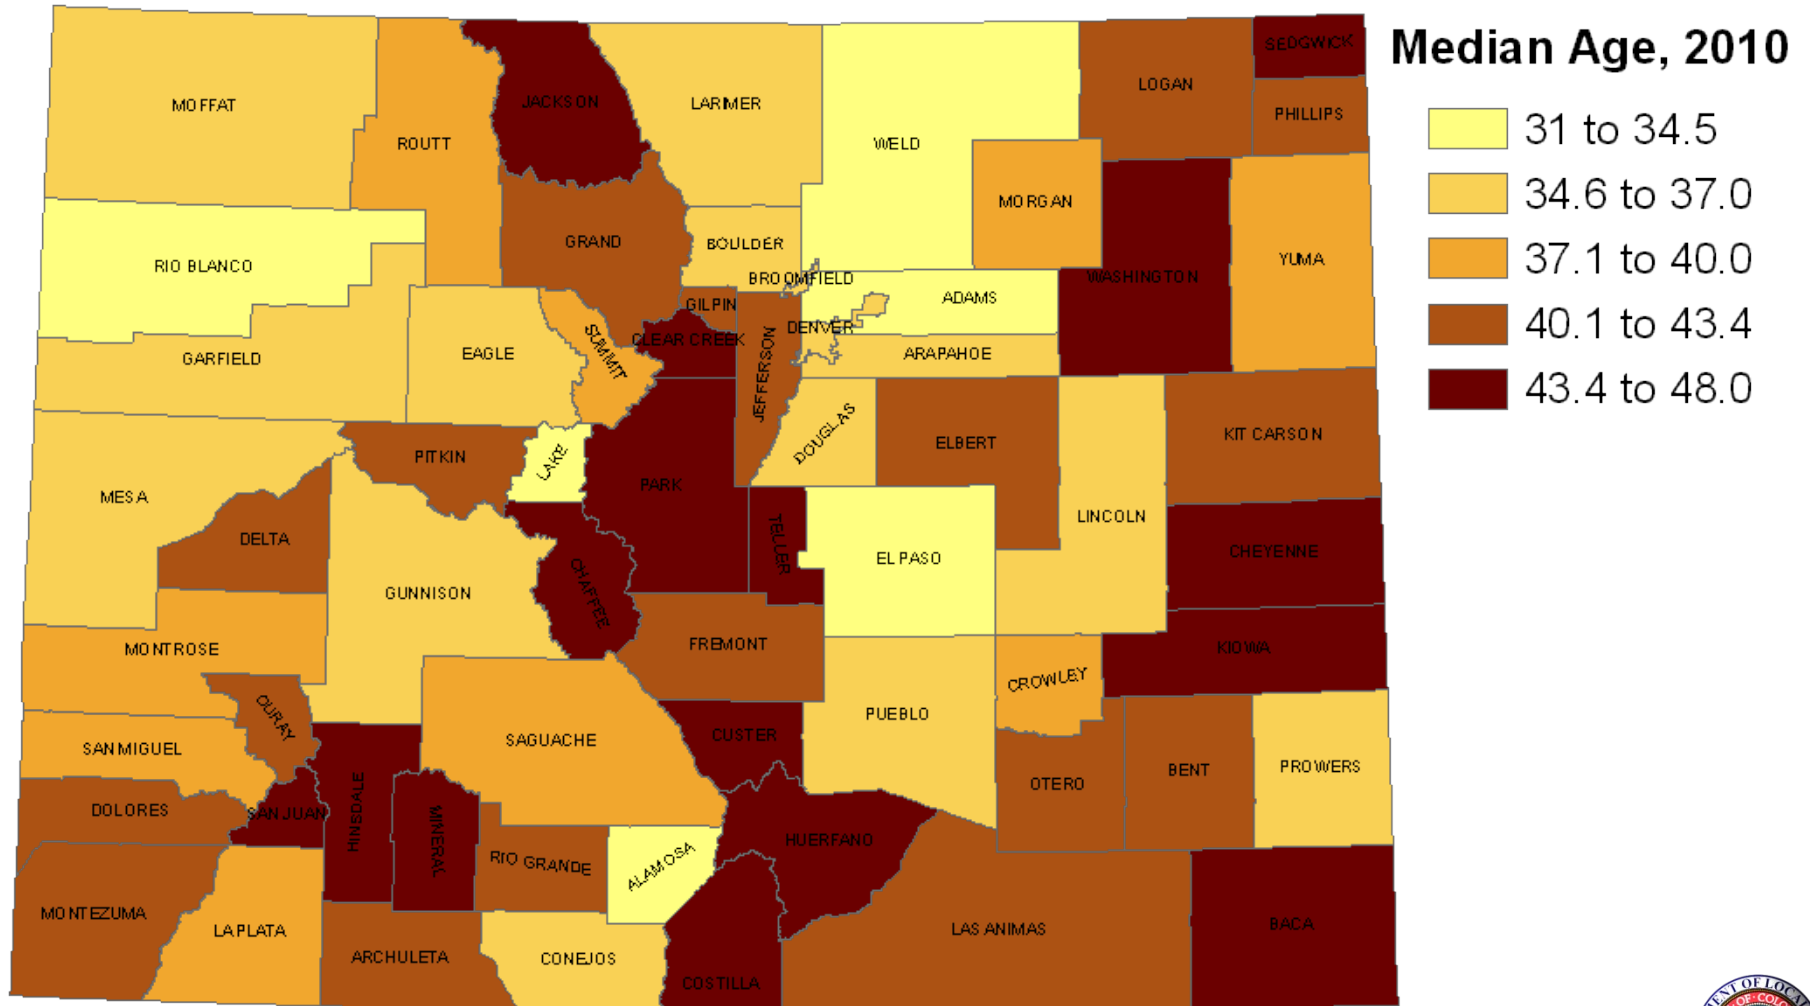 Median Age, 2010
31 to 34.5
34.6 to 37.0
37.1 to 40.0
40.1 to 43.4
43.4 to 48.0
MOFFAT
ROUTT
JACKSON
LARIMER
WELD
LOGAN
SEDGWICK
PHILLIPS
MORGAN
WASHINGTON
YUMA
RIO BLANCO
GRAND
BOULDER
BROOMFIELD
ADAMS
GILPIN
DENVER
CLEAR CREEK
JEFFERSON
ARAPAHOE
GARFIELD
EAGLE
SUMMIT
DOUGLAS
ELBERT
KIT CARSON
PITKIN
LAKE
PARK
MESA
DELTA
LINCOLN
TELLER
EL PASO
CHEYENNE
GUNNISON
CHAFFEE
FREMONT
MONTROSE
KIOWA
CROWLEY
OURAY
PUEBLO
SAN MIGUEL
SAGUACHE
CUSTER
OTERO
BENT
PROWERS
DOLORES
SAN JUAN
HINSDALE
MINERAL
RIO GRANDE
ALAMOSA
HUERFANO
MONTEZUMA
LA PLATA
ARCHULETA
CONEJOS
COSTILLA
LAS ANIMAS
BACA
OF LOCA
OF COLO